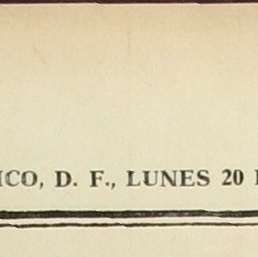 ICO, D. F., LUNES 20